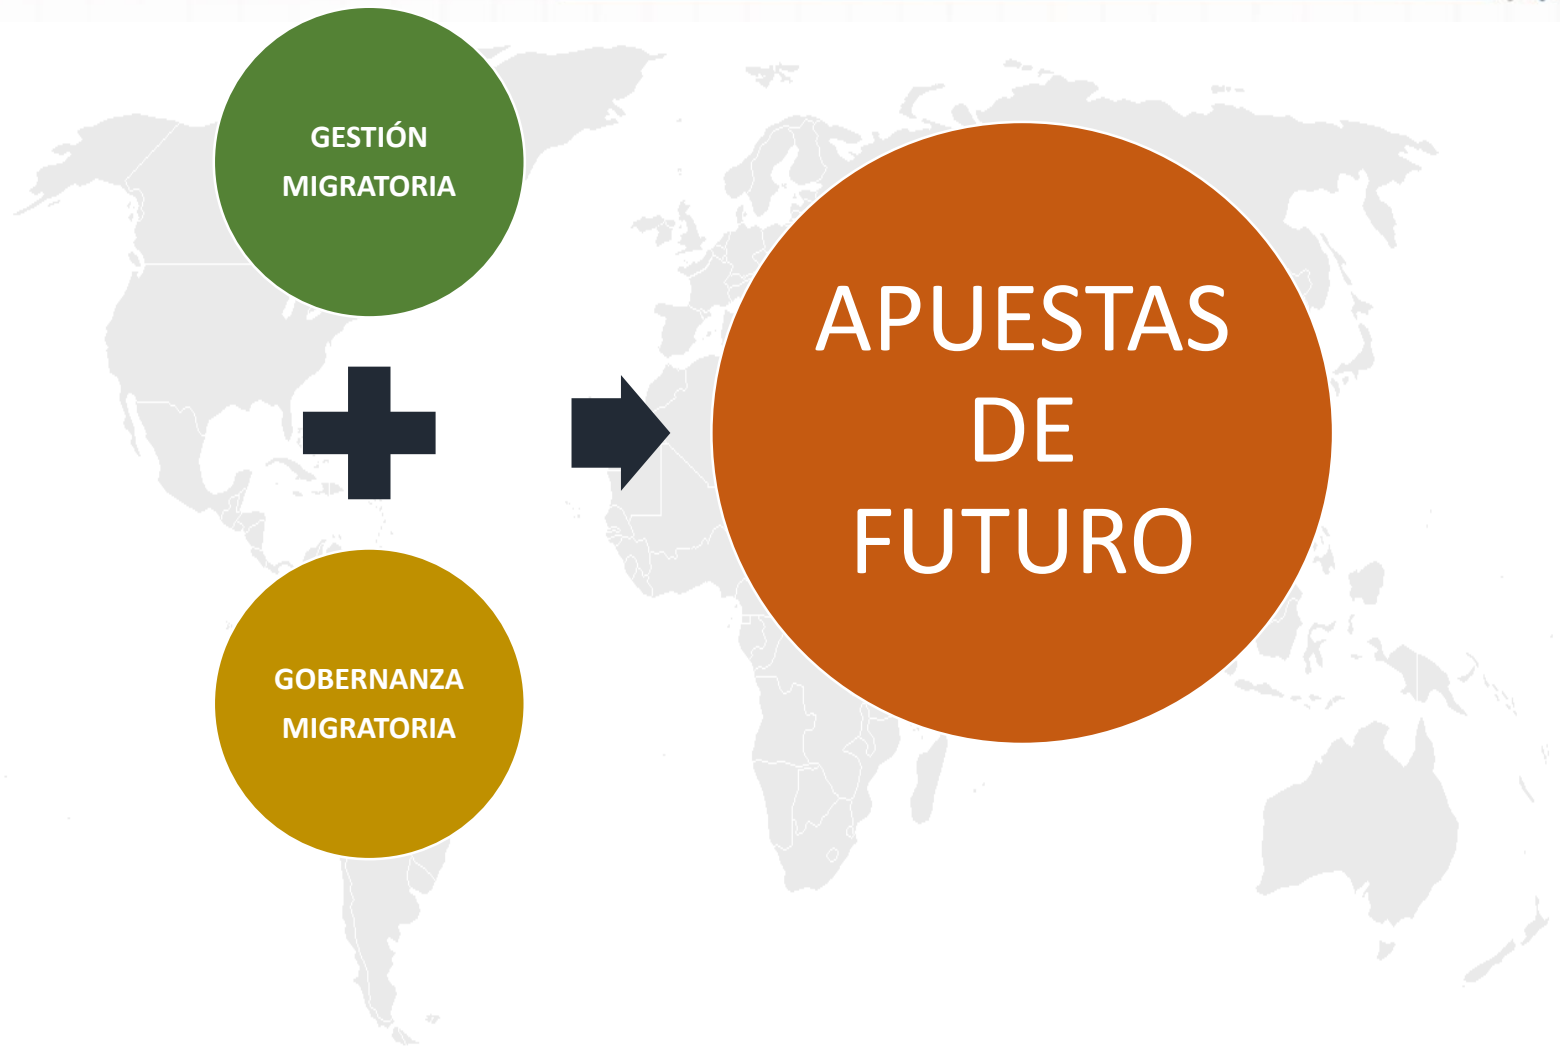 GESTIÓN
MIGRATORIA
GOBERNANZA
MIGRATORIA
APUESTAS
DE
FUTURO